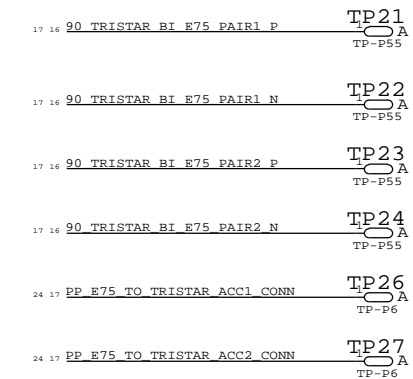 TP21
17 16 90_TRISTAR_BI_E75_PAIR1_P
1
A
TP-P55
TP22
17 16 90_TRISTAR_BI_E75_PAIR1_N
1
A
TP-P55
TP23
17 16 90_TRISTAR_BI_E75_PAIR2_P
1
A
TP-P55
TP24
17 16 90_TRISTAR_BI_E75_PAIR2_N
1
A
TP-P55
TP26
24 17 PP_E75_TO_TRISTAR_ACC1_CONN
1
A
TP-P6
TP27
24 17 PP_E75_TO_TRISTAR_ACC2_CONN
1
A
TP-P6